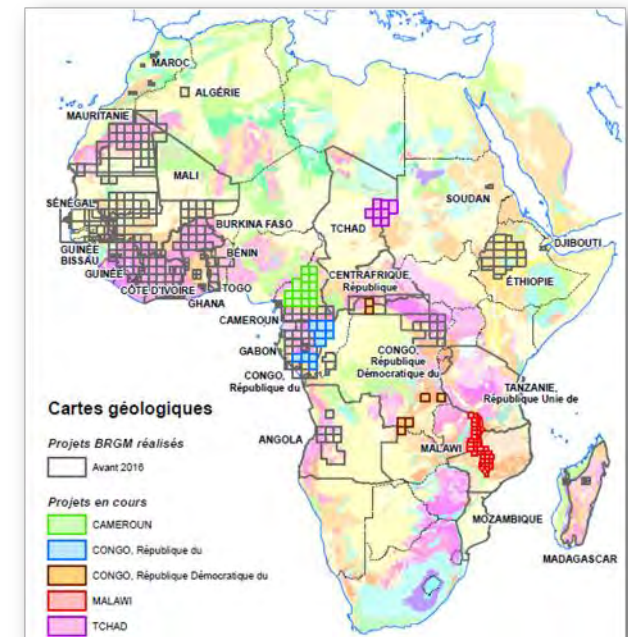 MAROC
ALGÉRIE
MAURITANIE
MALI
SÉNÉGAL
SOUDAN
BURKINA FASO
TCHAD
DJIBOUTI
GUINÉE
BISSAU
BÉNIN
GUINÉE
CENTRAFRIQUE,
République
ÉTHIOPIE
TOGO
CÔTE D'IVOIRE
GHANA
CAMEROUN
GABON
CONGO,
République
Démocratique du
CONGO,
République du
TANZANIE,
République Unie de
ANGOLA
MALAWI
MOZAMBIQUE
MADAGASCAR
Cartes géologiques
Projets BRGM réalisés
Avant 2016
Projets en cours
CAMEROUN
CONGO, République du
CONGO, République Démocratique du
MALAWI
TCHAD